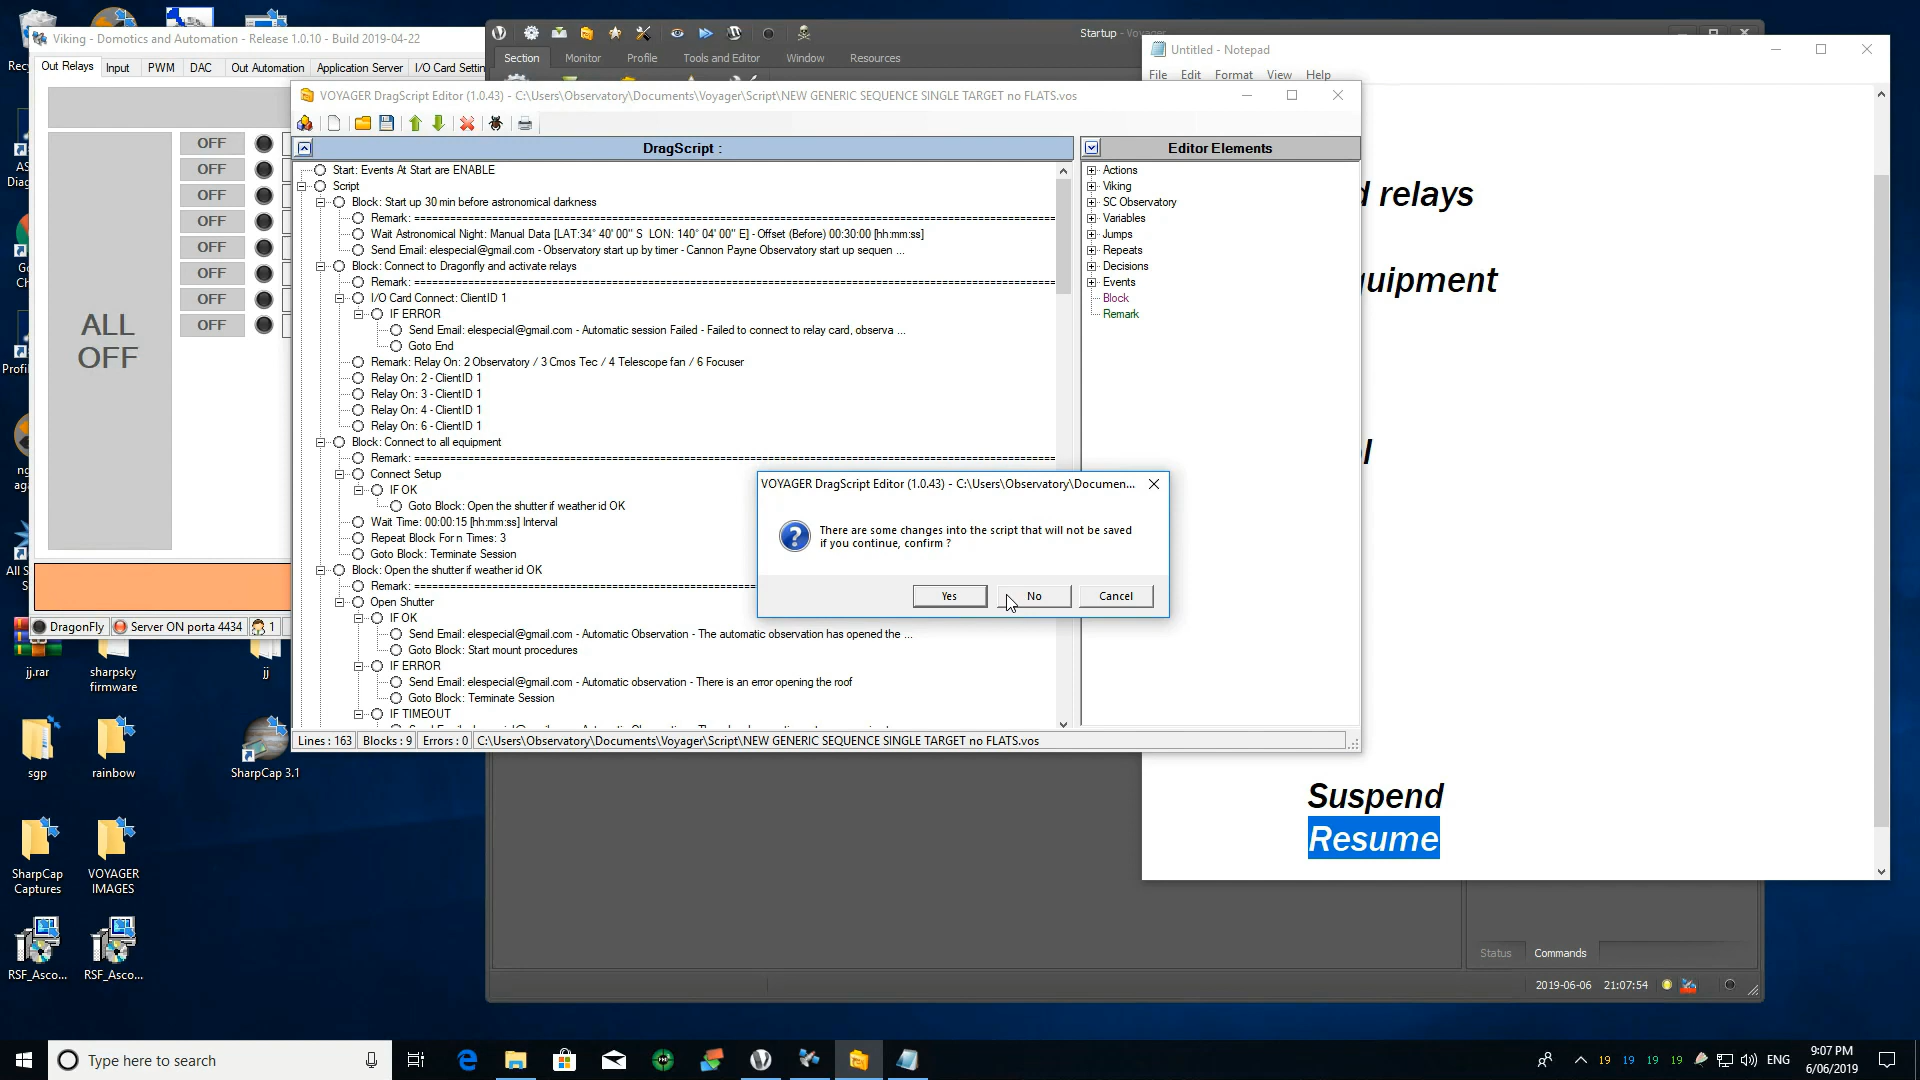 Viking - Domotics and Automation - Release 1.0.10 - Build 2019-04-22
Out Relays
Input
PWM
DAC
Out Automation
Application Server
I/O Card Settin
OFF
OFF
OFF
OFF
OFF
OFF
OFF
OFF
ALL
OFF
DragonFly
Server ON porta 4434
1
Startup - Voyager
Section
Monitor
Profile
Tools and Editor
Window
Resources
Untitled - Notepad
File Edit Format View Help
d relays
quipment
Suspend
Resume
VOYAGER DragScript Editor (1.0.43) - C:\Users\Observatory\Documents\Voyager\Script\NEW GENERIC SEQUENCE SINGLE TARGET no FLATS.vos
DragScript :
Start: Events At Start are ENABLE
Script
Block: Start up 30 min before astronomical darkness
Remark: ====================================================
Wait Astronomical Night: Manual Data [LAT:34° 40' 00'' S LON: 140° 04' 00'' E] - Offset (Before) 00:30:00 [hh:mm:ss]
Send Email: elespecial@gmail.com - Observatory start up by timer - Cannon Payne Observatory start up sequen ...
Block: Connect to Dragonfly and activate relays
Remark: ====================================================
I/O Card Connect: ClientID 1
IF ERROR
Send Email: elespecial@gmail.com - Automatic session Failed - Failed to connect to relay card, observa ...
Goto End
Remark: Relay On: 2 Observatory / 3 Cmos Tec / 4 Telescope fan / 6 Focuser
Relay On: 2 - ClientID 1
Relay On: 3 - ClientID 1
Relay On: 4 - ClientID 1
Relay On: 6 - ClientID 1
Block: Connect to all equipment
Remark: ====================================================
Connect Setup
IF OK
Goto Block: Open the shutter if weather id OK
Wait Time: 00:00:15 [hh:mm:ss] Interval
Repeat Block For n Times: 3
Goto Block: Terminate Session
Block: Open the shutter if weather id OK
Remark: ==============================
Open Shutter
IF OK
Send Email: elespecial@gmail.com - Automatic Observation - The automatic observation has opened the ...
Goto Block: Start mount procedures
IF ERROR
Send Email: elespecial@gmail.com - Automatic observation - There is an error opening the roof
Goto Block: Terminate Session
IF TIMEOUT
Editor Elements
Actions
Viking
SC Observatory
Variables
Jumps
Repeats
Decisions
Events
Block
Remark
Lines : 163
Blocks : 9
Errors : 0
C:\Users\Observatory\Documents\Voyager\Script\NEW GENERIC SEQUENCE SINGLE TARGET no FLATS.vos
VOYAGER DragScript Editor (1.0.43) - C:\Users\Observatory\Documen...
There are some changes into the script that will not be saved
if you continue, confirm ?
Yes
No
Cancel
jj.rar
sharpsky
firmware
jj
sgp
rainbow
SharpCap 3.1
SharpCap
Captures
VOYAGER
IMAGES
RSF_Asco...
RSF_Asco...
Status
Commands
2019-06-06
21:07:54
Type here to search
19 19 19 19
ENG
9:07 PM
6/06/2019